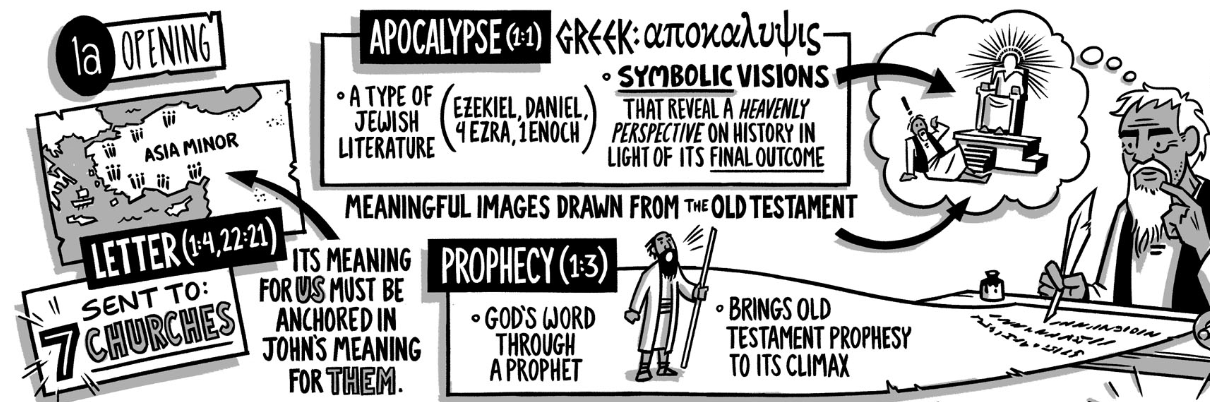 1a OPENING
ASIA MINOR
LETTER (1:4, 22:21)
SENT TO:
7 CHURCHES
ITS MEANING
FOR US MUST BE
ANCHORED IN
JOHN'S MEANING
FOR THEM.
APOCALYPSE (1:1) GREEK: αποκαλυψις
• A TYPE OF
JEWISH
LITERATURE
(EZEKIEL, DANIEL,
4 EZRA, 1 ENOCH)
• SYMBOLIC VISIONS
THAT REVEAL A HEAVENLY
PERSPECTIVE ON HISTORY IN
LIGHT OF ITS FINAL OUTCOME
MEANINGFUL IMAGES DRAWN FROM THE OLD TESTAMENT
PROPHECY (1:3)
• GOD'S WORD
THROUGH
A PROPHET
• BRINGS OLD
TESTAMENT PROPHESY
TO ITS CLIMAX